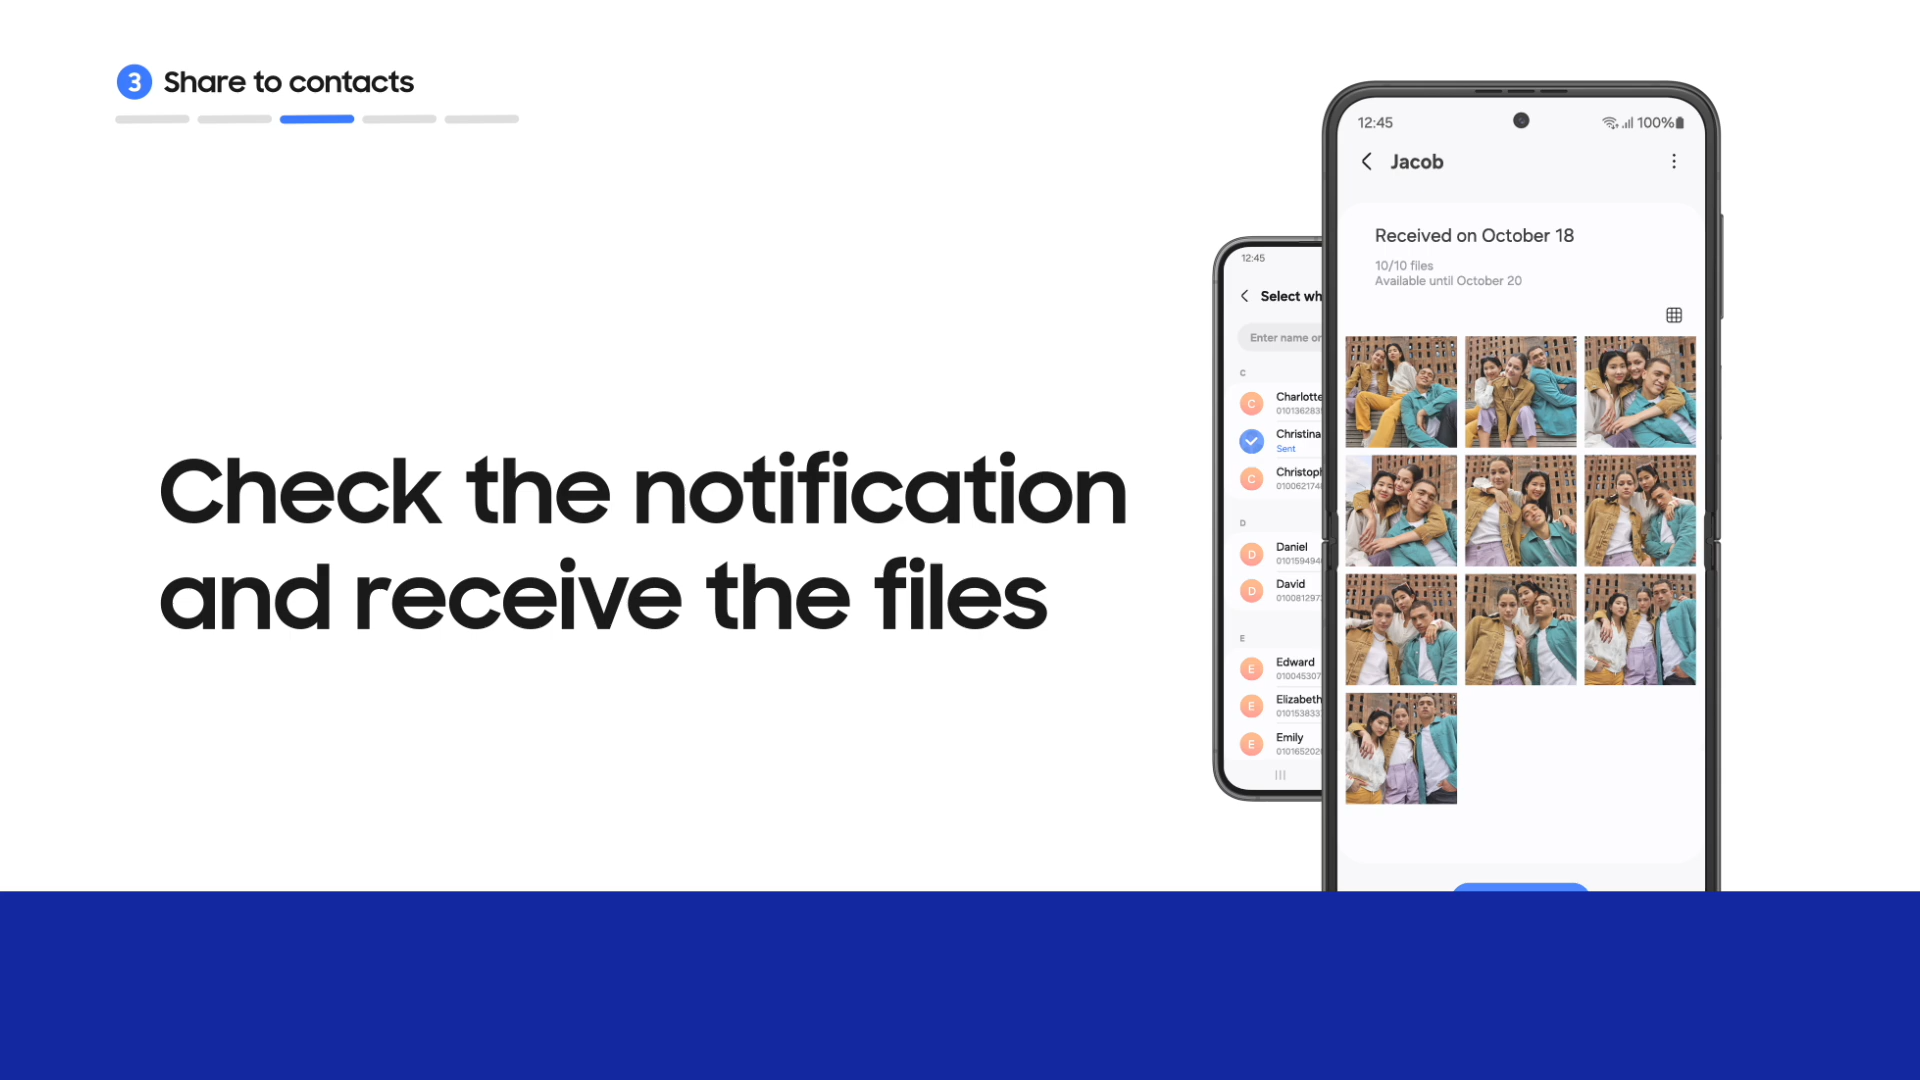 3 Share to contacts
Check the notification
and receive the files
12:45
Select wh
Enter name or
C
C Charlotte
Christina
Sent
C Christoph
D
D Daniel
D David
E
E Edward
E Elizabeth
E Emily
12:45 100%
Jacob
Received on October 18
10/10 files
Available until October 20